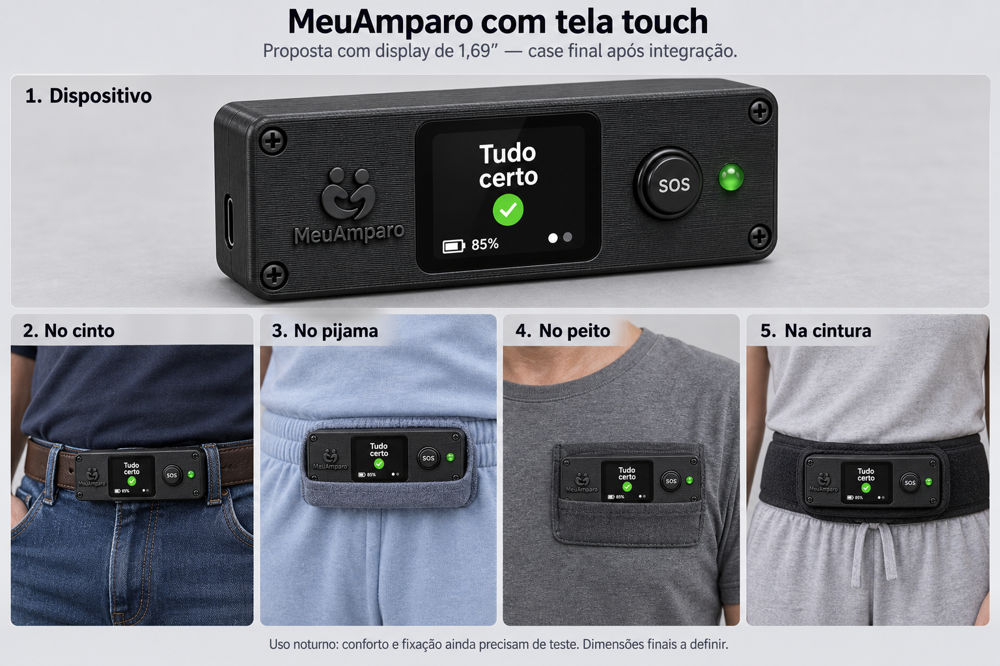 MeuAmparo com tela touch
Proposta com display de 1,69” — case final após integração.
1. Dispositivo
MeuAmparo
Tudo
certo
85%
SOS
2. No cinto
MeuAmparo
Tudo
certo
85%
SOS
3. No pijama
MeuAmparo
Tudo
certo
85%
SOS
4. No peito
MeuAmparo
Tudo
certo
85%
SOS
5. Na cintura
MeuAmparo
Tudo
certo
85%
SOS
Uso noturno: conforto e fixação ainda precisam de teste. Dimensões finais a definir.